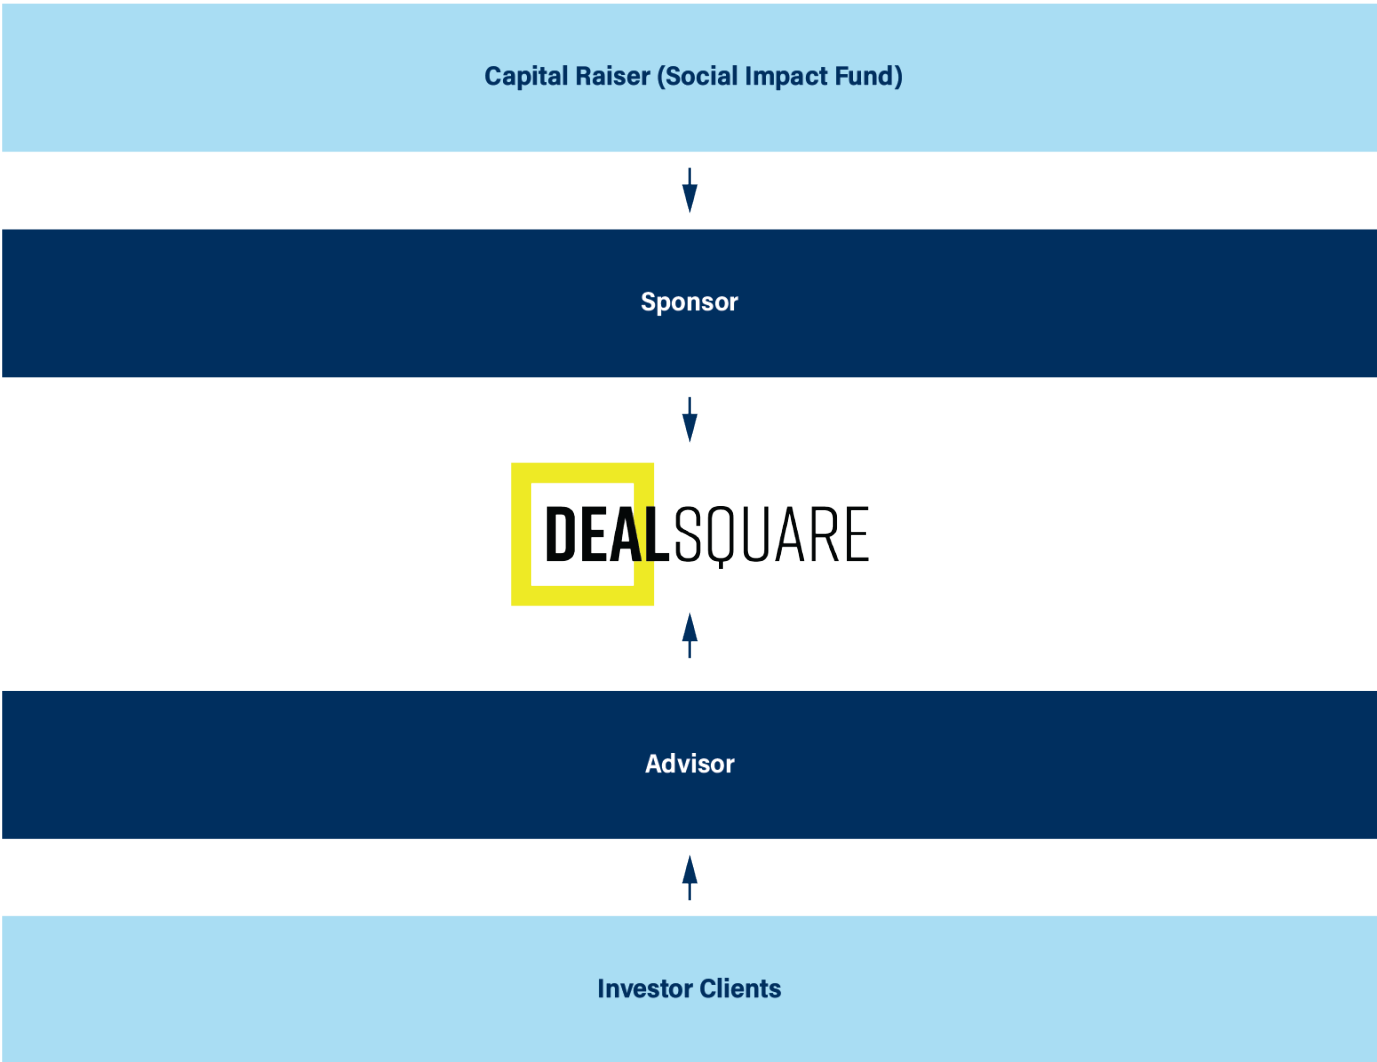 Capital Raiser (Social Impact Fund)
Sponsor
DEALSQUARE
Advisor
Investor Clients